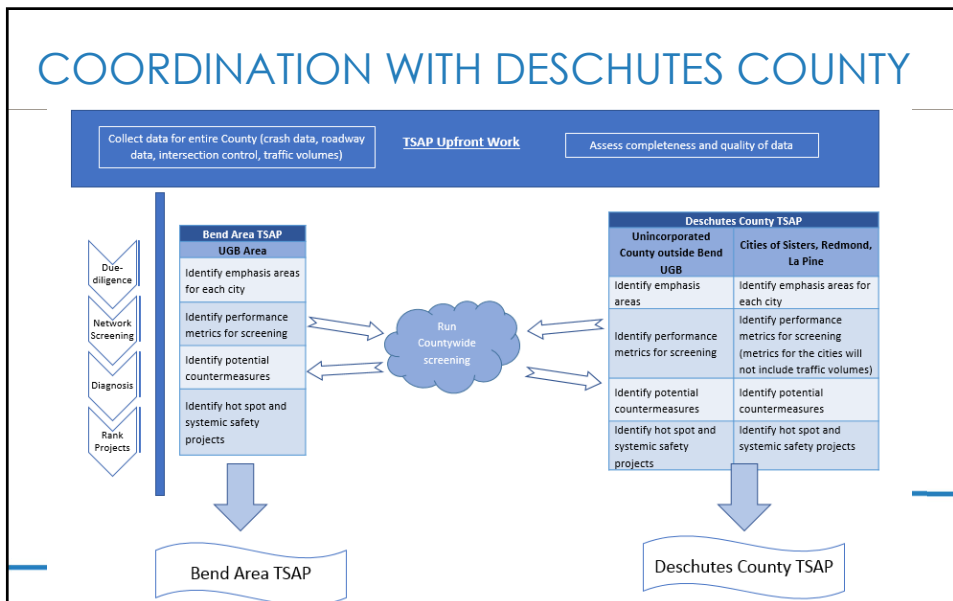 COORDINATION WITH DESCHUTES COUNTY
Collect data for entire County (crash data, roadway
data, intersection control, traffic volumes)
TSAP Upfront Work
Assess completeness and quality of data
Due-
diligence
Network
Screening
Diagnosis
Rank
Projects
Bend Area TSAP
UGB Area
Identify emphasis areas
for each city
Identify performance
metrics for screening
Identify potential
countermeasures
Identify hot spot and
systemic safety
projects
Run
Countywide
screening
Deschutes County TSAP
Unincorporated
County outside Bend
UGB
Cities of Sisters, Redmond,
La Pine
Identify emphasis
areas
Identify emphasis areas for
each city
Identify performance
metrics for screening
Identify performance
metrics for screening
(metrics for the cities will
not include traffic volumes)
Identify potential
countermeasures
Identify potential
countermeasures
Identify hot spot and
systemic safety
projects
Identify hot spot and
systemic safety projects
Bend Area TSAP
Deschutes County TSAP